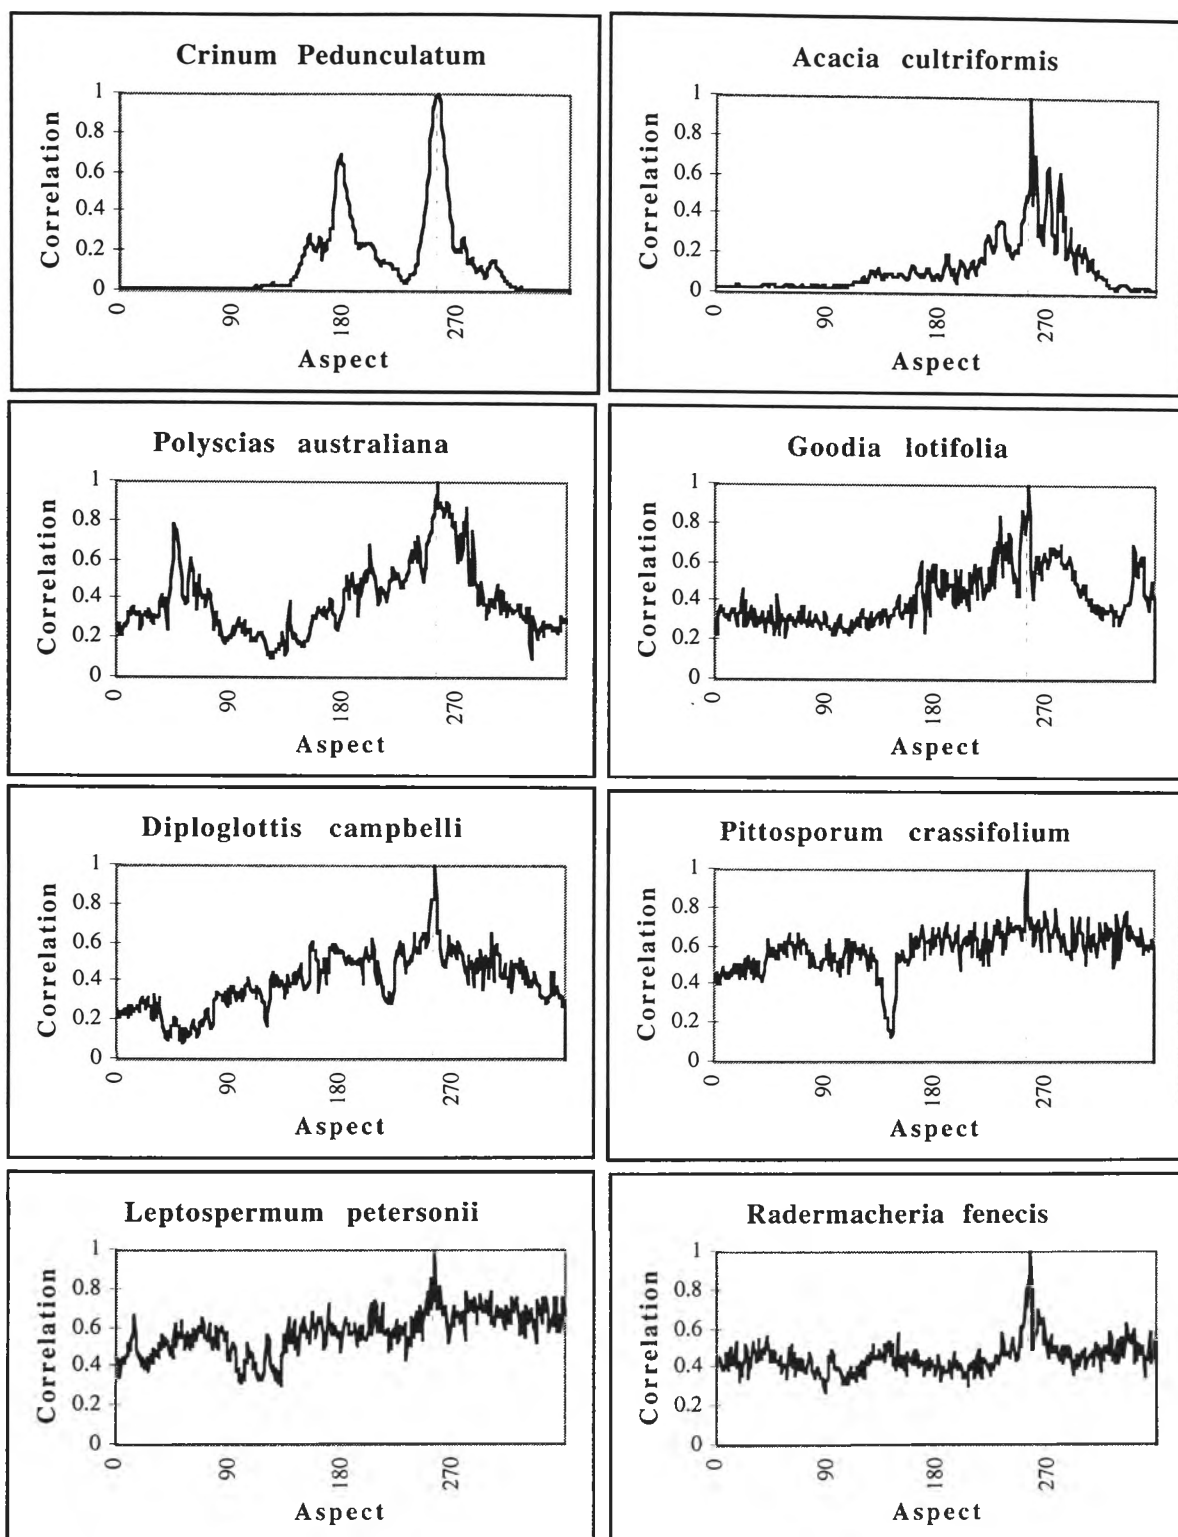 Crinum Pedunculatum
Correlation
1
0.8
0.6
0.4
0.2
0
0 90 180 270
Aspect
Acacia cultriformis
Correlation
1
0.8
0.6
0.4
0.2
0
0 90 180 270
Aspect
Polyscias australiana
Correlation
1
0.8
0.6
0.4
0.2
0
0 90 180 270
Aspect
Goodia lotifolia
Correlation
1
0.8
0.6
0.4
0.2
0
0 90 180 270
Aspect
Diploglottis campbelli
Correlation
1
0.8
0.6
0.4
0.2
0
0 90 180 270
Aspect
Pittosporum crassifolium
Correlation
1
0.8
0.6
0.4
0.2
0
0 90 180 270
Aspect
Leptospermum petersonii
Correlation
1
0.8
0.6
0.4
0.2
0
0 90 180 270
Aspect
Radermacheria fenecis
Correlation
1
0.8
0.6
0.4
0.2
0
0 90 180 270
Aspect